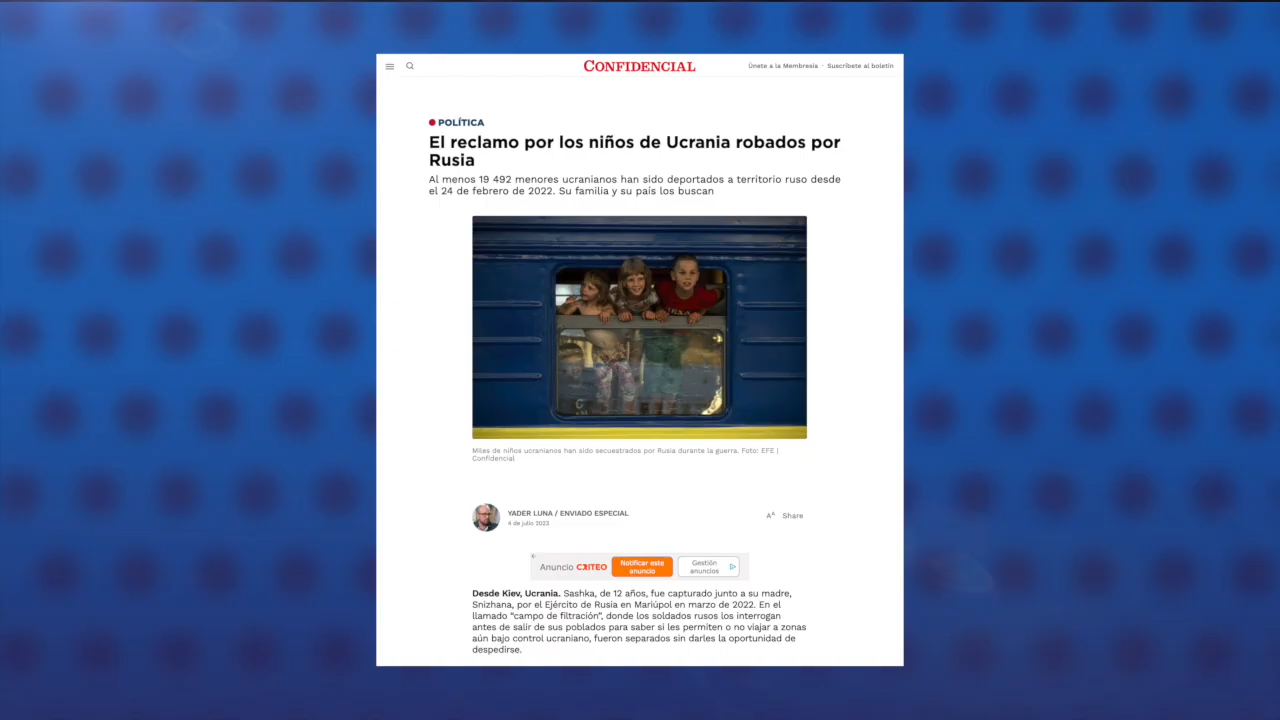 CONFIDENCIAL
Únete a la Membresía · Suscríbete al boletín
POLÍTICA
El reclamo por los niños de Ucrania robados por
Rusia
Al menos 19 492 menores ucranianos han sido deportados a territorio ruso desde
el 24 de febrero de 2022. Su familia y su país los buscan
Miles de niños ucranianos han sido secuestrados por Rusia durante la guerra. Foto: EFE |
Confidencial
YADER LUNA / ENVIADO ESPECIAL
4 de julio 2023
AA Share
Anuncio CRITEO
Notificar este
anuncio
Gestión
anuncios
Desde Kiev, Ucrania. Sashka, de 12 años, fue capturado junto a su madre,
Snizhana, por el Ejército de Rusia en Mariúpol en marzo de 2022. En el
llamado “campo de filtración”, donde los soldados rusos los interrogan
antes de salir de sus poblados para saber si les permiten o no viajar a zonas
aún bajo control ucraniano, fueron separados sin darles la oportunidad de
despedirse.